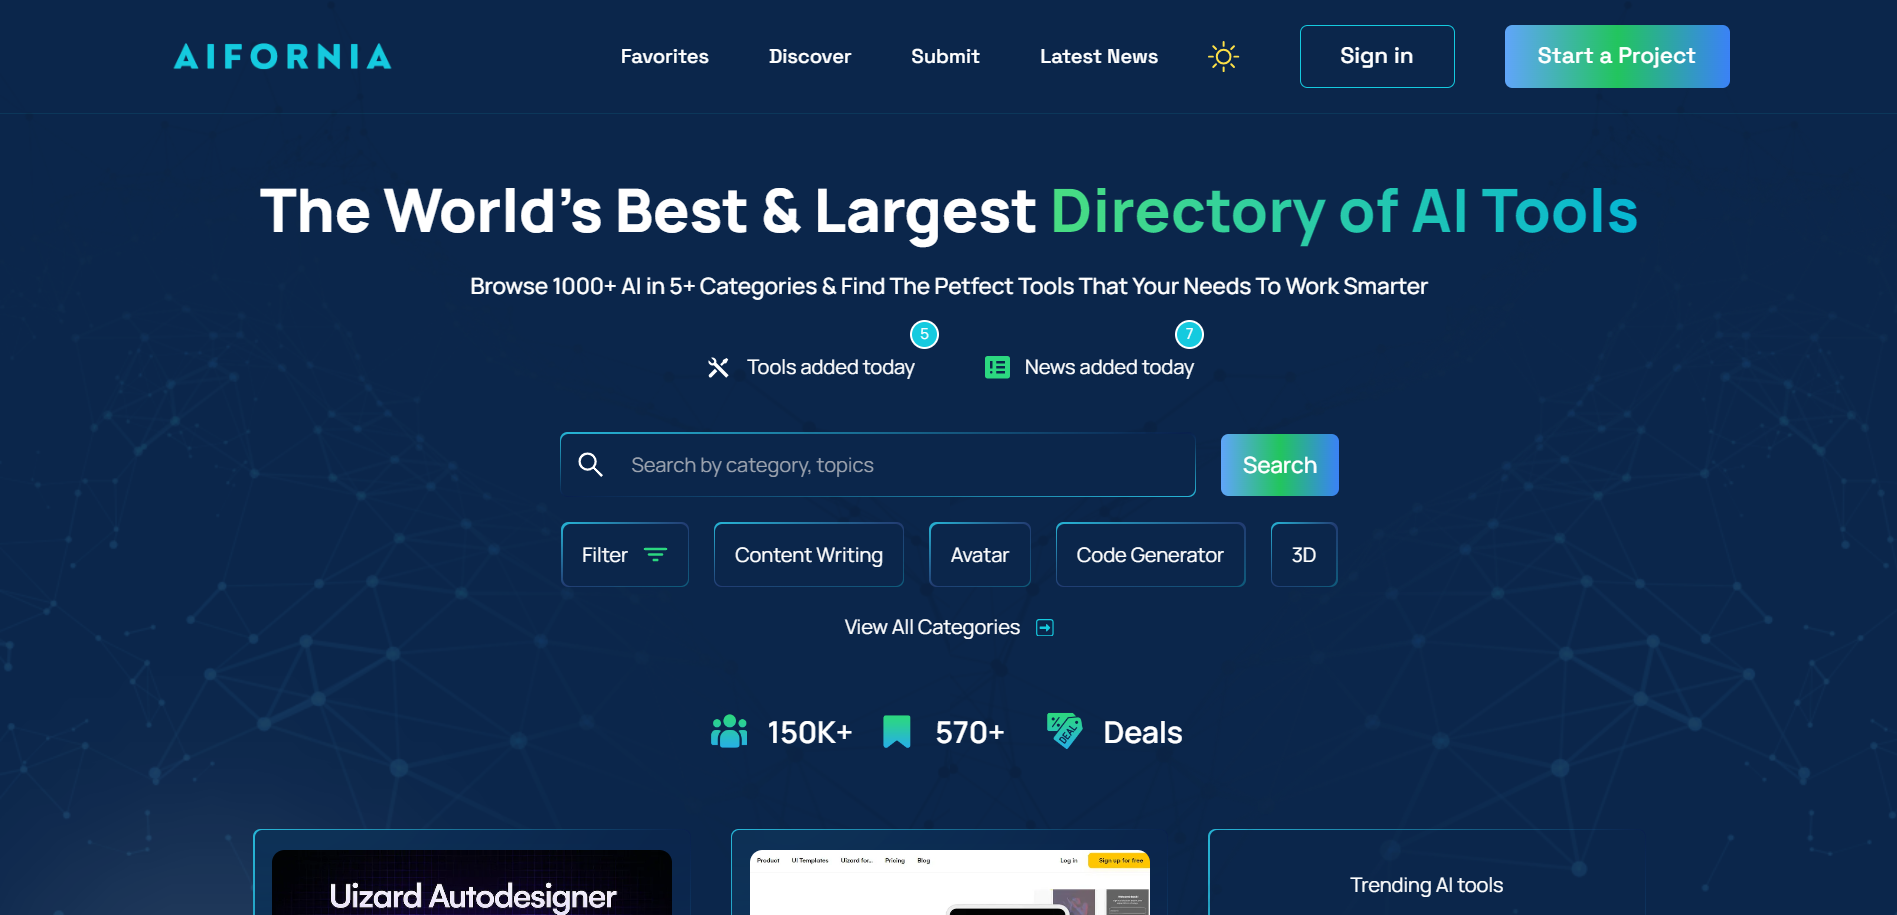 AIFORNIA
Favorites
Discover
Submit
Latest News
Sign in
Start a Project
The World's Best & Largest Directory of AI Tools
Browse 1000+ AI in 5+ Categories & Find The Petfect Tools That Your Needs To Work Smarter
5
7
Tools added today
News added today
Search by category, topics
Search
Filter
Content Writing
Avatar
Code Generator
3D
View All Categories
150K+
570+
DEAL
Deals
Uizard Autodesigner
Product
UI Templates
Uizard for...
Pricing
Blog
Log in
Sign up for free
Trending AI tools